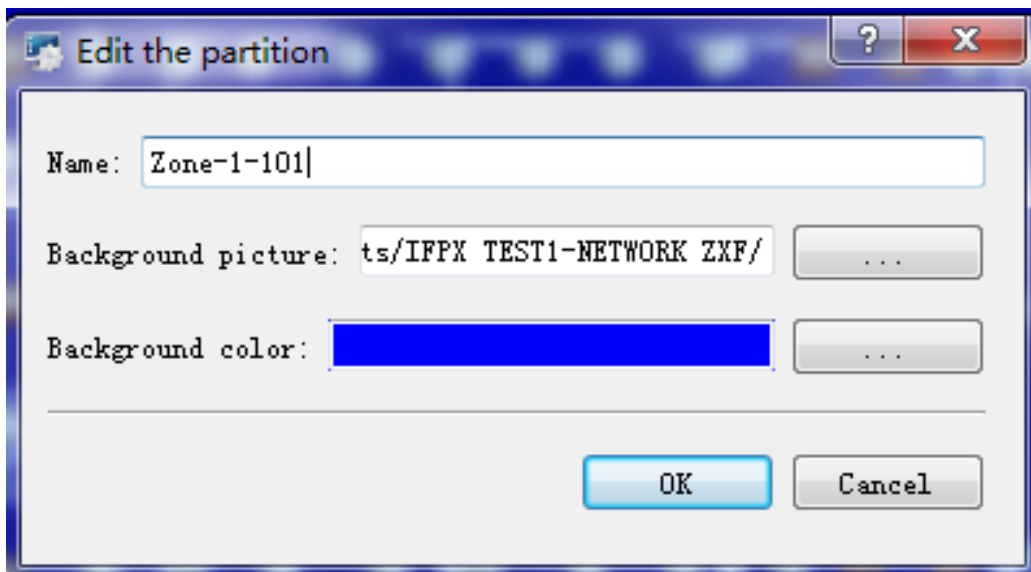 Edit the partition
Name: Zone-1-101
Background picture: ts/IFPX TEST1-NETWORK ZXF/ ...
Background color: ...
OK Cancel